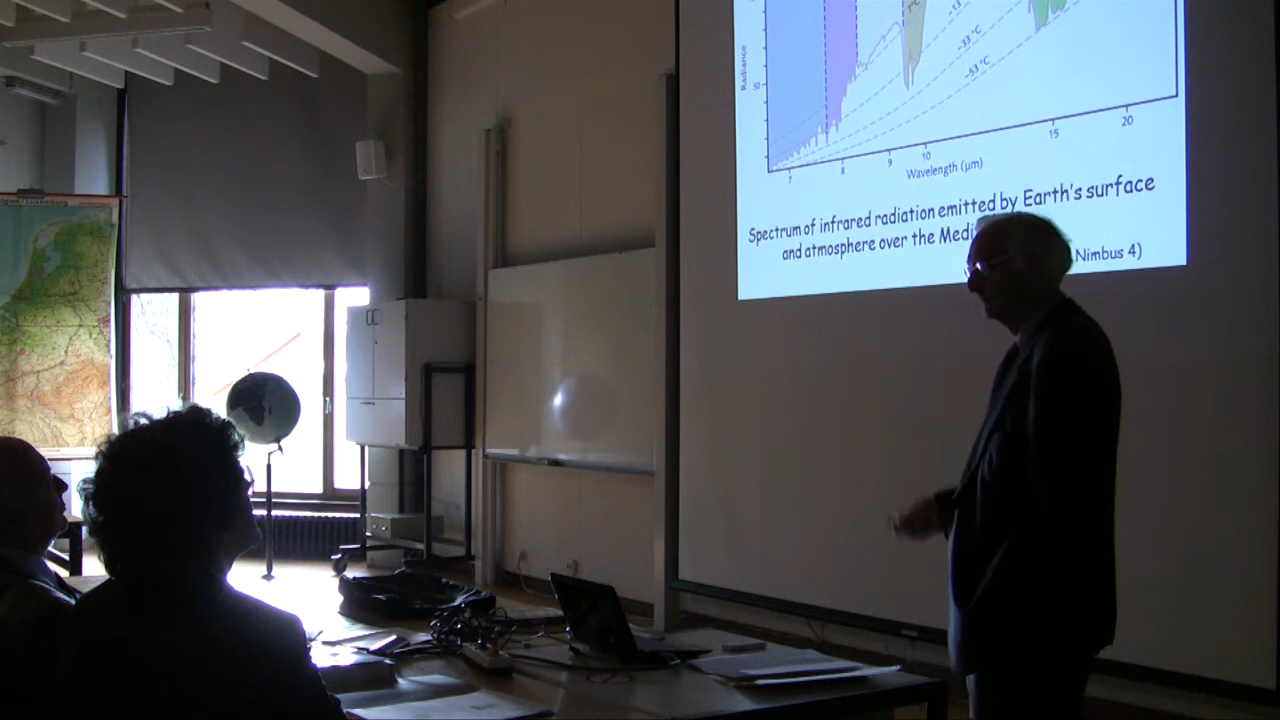 Radiance
50
7°C
-13
-33 °C
-53 °C
7
8
9
10
15
20
Wavelength (µm)
Spectrum of infrared radiation emitted by Earth's surface
and atmosphere over the Medi
Nimbus 4)